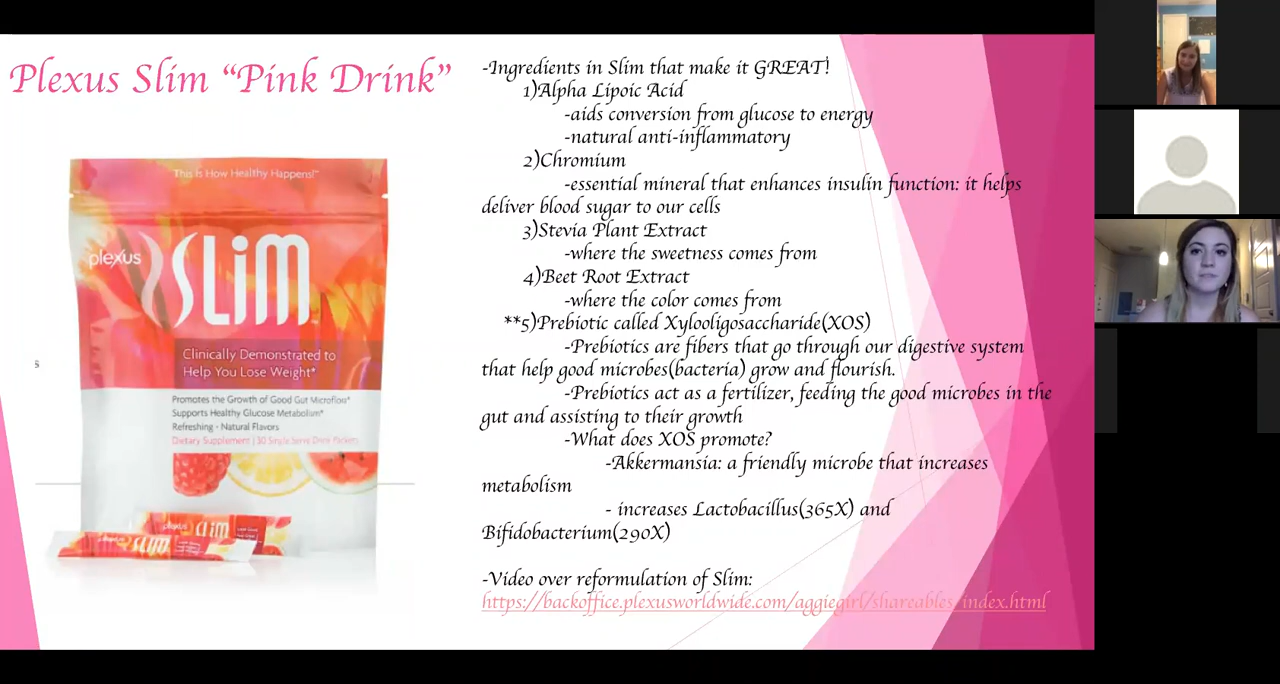 Plexus Slim “Pink Drink”
This Is How Healthy Happens!™
plexus
SLiM
Clinically Demonstrated to
Help You Lose Weight*
Promotes the Growth of Good Gut Microflora*
Supports Healthy Glucose Metabolism*
Refreshing - Natural Flavors
Dietary Supplement | 30 Single Serve Drink Packets
plexus SLiM
plexus SLiM
s
-Ingredients in Slim that make it GREAT!
1)Alpha Lipoic Acid
-aids conversion from glucose to energy
-natural anti-inflammatory
2)Chromium
-essential mineral that enhances insulin function: it helps
deliver blood sugar to our cells
3)Stevia Plant Extract
-where the sweetness comes from
4)Beet Root Extract
-where the color comes from
**5)Prebiotic called Xylooligosaccharide(XOS)
-Prebiotics are fibers that go through our digestive system
that help good microbes(bacteria) grow and flourish.
-Prebiotics act as a fertilizer, feeding the good microbes in the
gut and assisting to their growth
-What does XOS promote?
-Akkermansia: a friendly microbe that increases
metabolism
- increases Lactobacillus(365X) and
Bifidobacterium(290X)
-Video over reformulation of Slim:
https://backoffice.plexusworldwide.com/aggiegirl/shareables_index.html